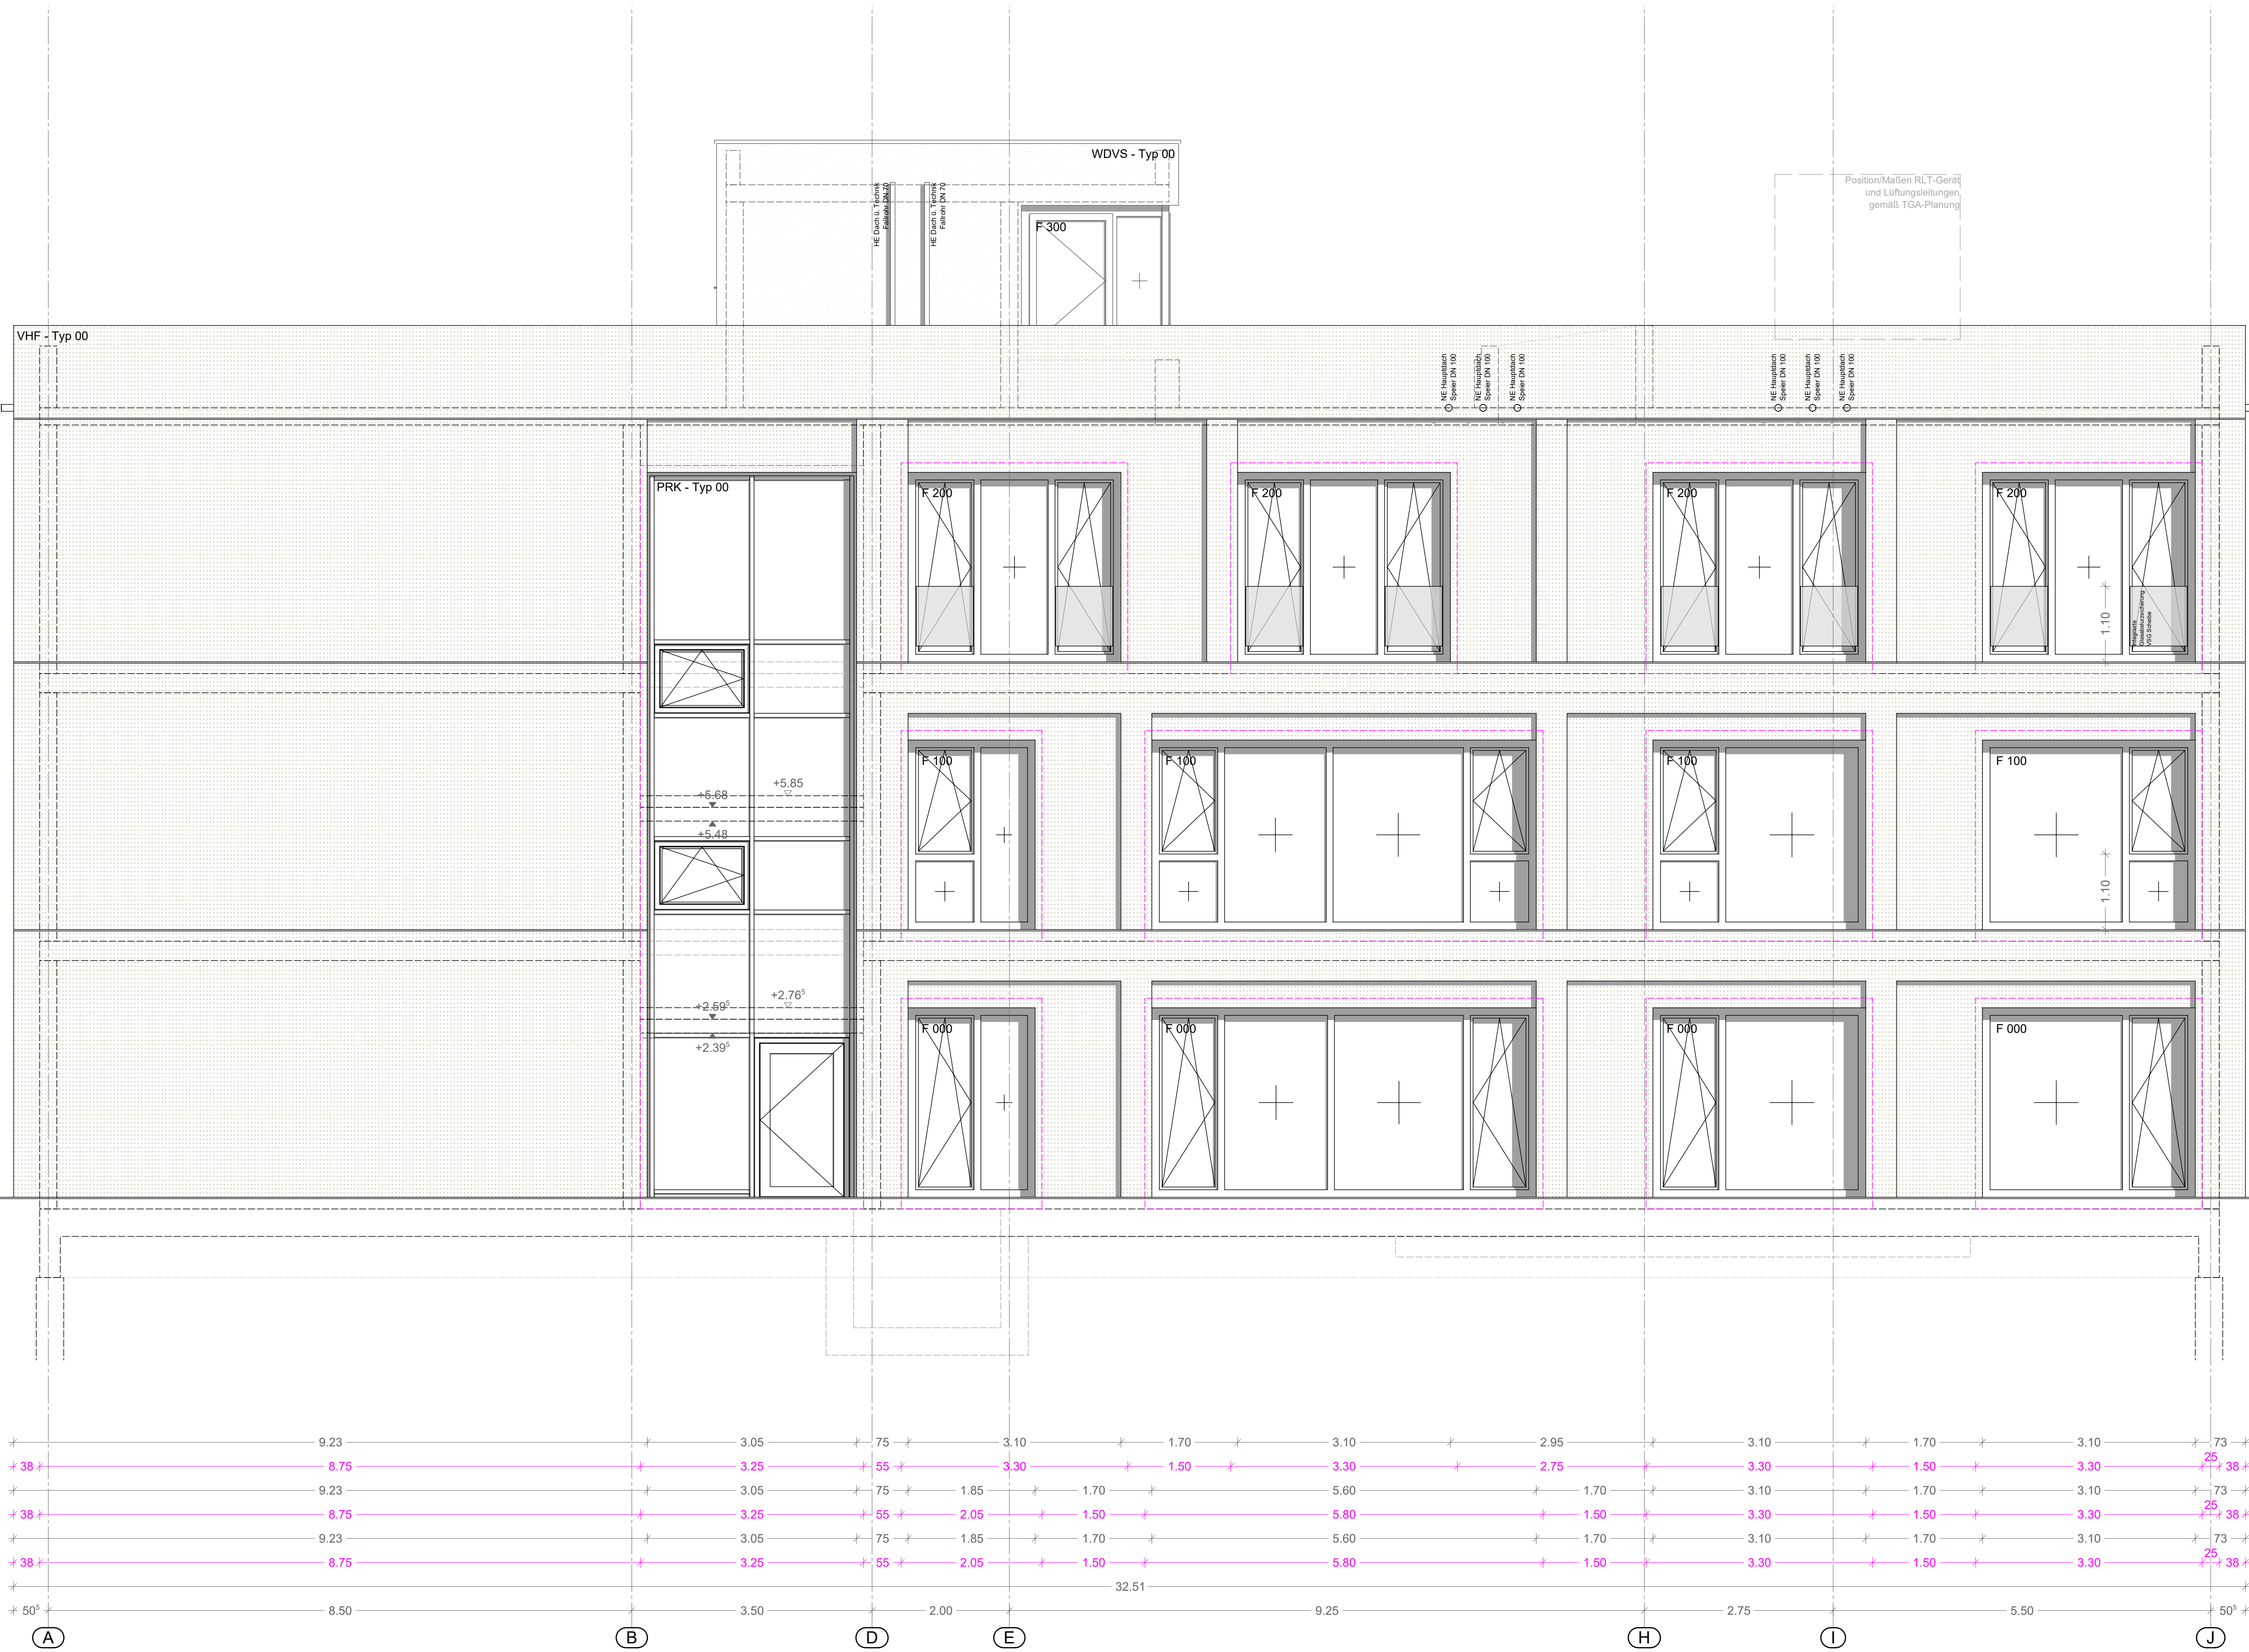 WDVS - Typ 00
HE Dach ü. Technik
Fallrohr DN 70
HE Dach ü. Technik
Fallrohr DN 70
Position/Maßen RLT-Gerät
und Lüftungsleitungen
gemäß TGA-Planung
F 300
VHF - Typ 00
NE Hauptdach
Speier DN 100
NE Hauptdach
Speier DN 100
NE Hauptdach
Speier DN 100
NE Hauptdach
Speier DN 100
NE Hauptdach
Speier DN 100
NE Hauptdach
Speier DN 100
PRK - Typ 00
F 200
F 200
F 200
F 200
1.10
Integrierte
Glasabsturzsicherung
VSG Scheibe
F 100
F 100
F 100
F 100
+5.85
+5.68
+5.48
1.10
+2.76⁵
+2.59⁵
+2.39⁵
F 000
F 000
F 000
F 000
9.23 3.05 75 3.10 1.70 3.10 2.95 3.10 1.70 3.10 73
38 8.75 3.25 55 3.30 1.50 3.30 2.75 3.30 1.50 3.30 25 38
9.23 3.05 75 1.85 1.70 5.60 1.70 3.10 1.70 3.10 73
38 8.75 3.25 55 2.05 1.50 5.80 1.50 3.30 1.50 3.30 25 38
9.23 3.05 75 1.85 1.70 5.60 1.70 3.10 1.70 3.10 73
38 8.75 3.25 55 2.05 1.50 5.80 1.50 3.30 1.50 3.30 25 38
32.51
50⁵ 8.50 3.50 2.00 9.25 2.75 5.50 50⁵
A B D E H I J